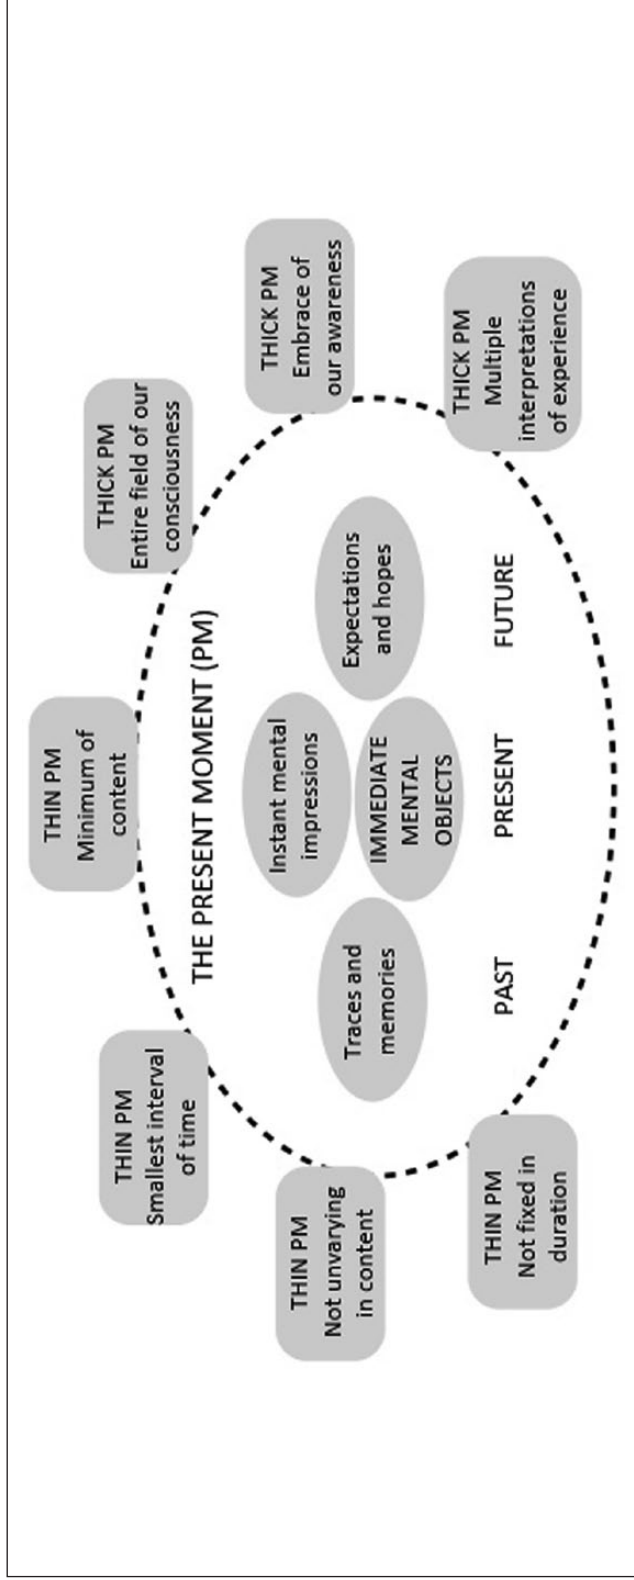 THIN PM
Minimum of
content
THIN PM
Smallest interval
of time
THICK PM
Entire field of our
consciousness
THIN PM
Not unvarying
in content
THICK PM
Embrace of
our awareness
THIN PM
Not fixed in
duration
THICK PM
Multiple
interpretations
of experience
THE PRESENT MOMENT (PM)
Traces and
memories
Instant mental
impressions
IMMEDIATE
MENTAL
OBJECTS
Expectations
and hopes
PAST
PRESENT
FUTURE